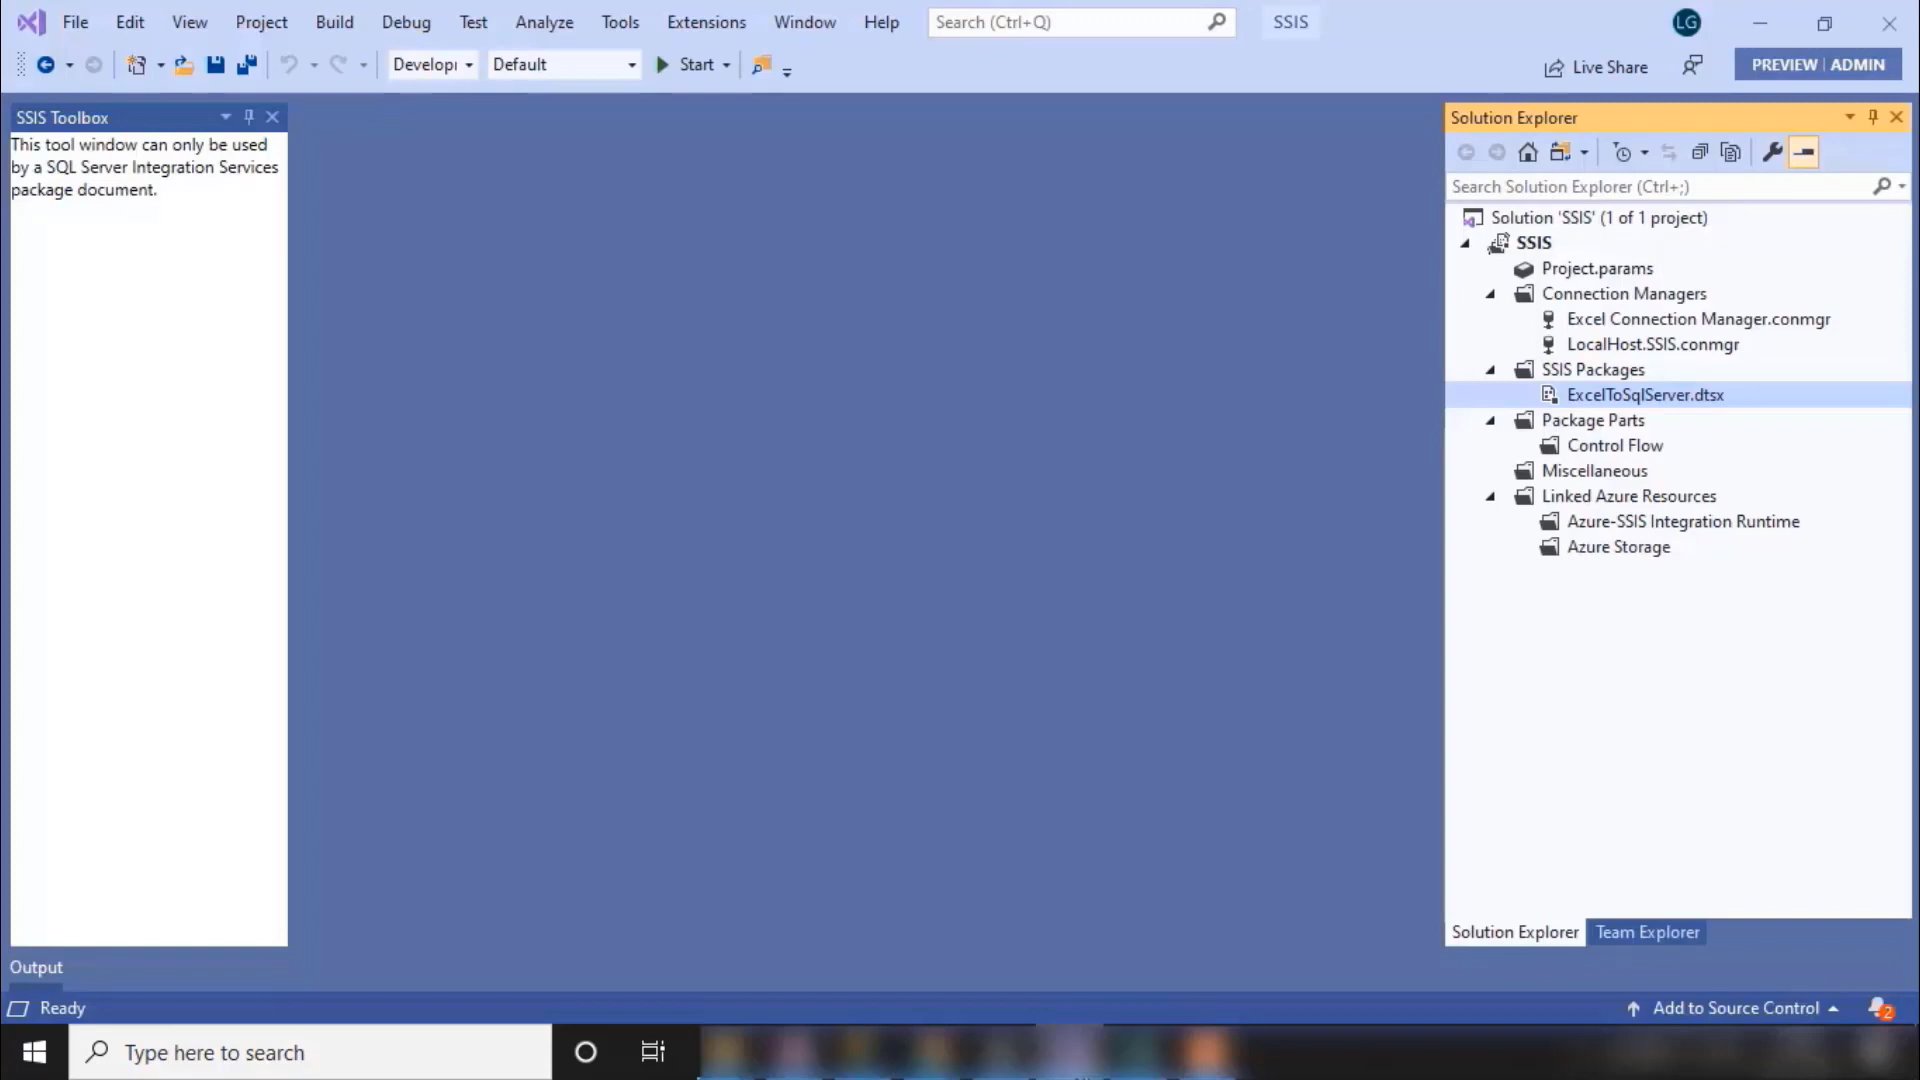 File Edit View Project Build Debug Test Analyze Tools Extensions Window Help Search (Ctrl+Q) SSIS LG
Develop Default Start Live Share PREVIEW ADMIN
SSIS Toolbox
This tool window can only be used
by a SQL Server Integration Services
package document.
Solution Explorer
Search Solution Explorer (Ctrl+;)
Solution 'SSIS' (1 of 1 project)
SSIS
Project.params
Connection Managers
Excel Connection Manager.conmgr
LocalHost.SSIS.conmgr
SSIS Packages
ExcelToSqlServer.dtsx
Package Parts
Control Flow
Miscellaneous
Linked Azure Resources
Azure-SSIS Integration Runtime
Azure Storage
Solution Explorer Team Explorer
Output
Ready Add to Source Control 2
Type here to search